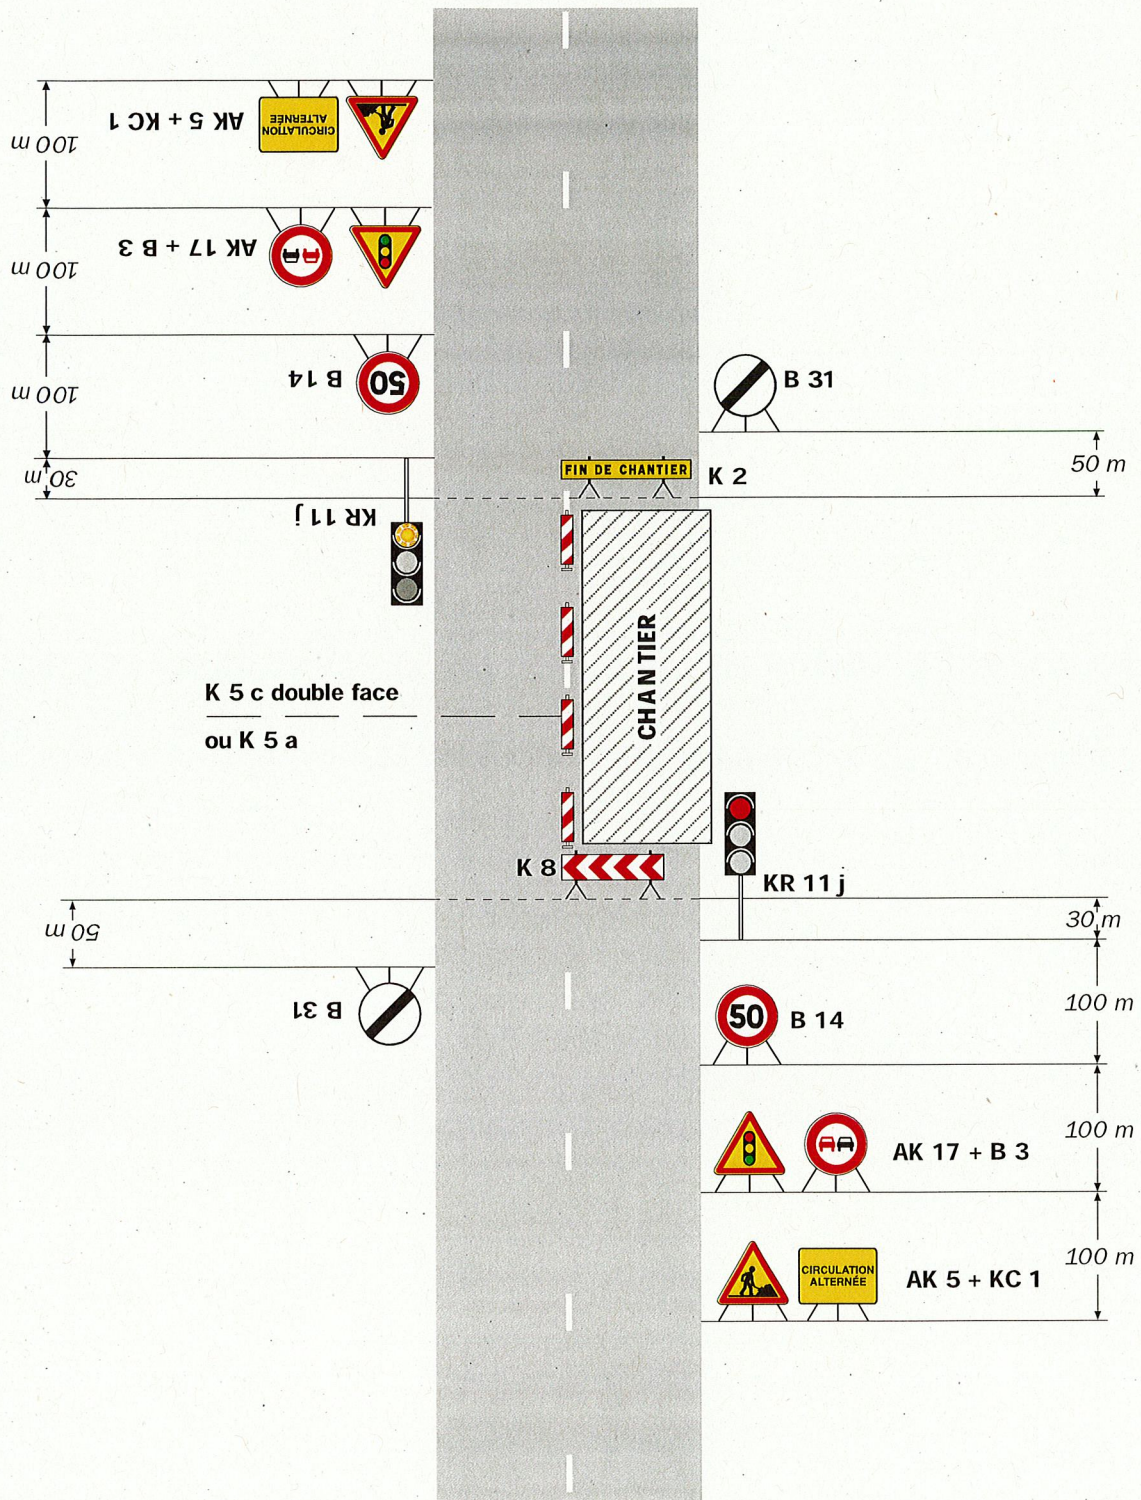 AK 5 + KC 1
CIRCULATION
ALTERNÉE
100 m
AK 17 + B 3
100 m
B 14
50
100 m
B 31
50 m
FIN DE CHANTIER
K 2
30 m
KR 11 j
CHANTIER
K 5 c double face
ou K 5 a
K 8
KR 11 j
30 m
50 m
B 31
50
B 14
100 m
AK 17 + B 3
100 m
CIRCULATION
ALTERNÉE
AK 5 + KC 1
100 m